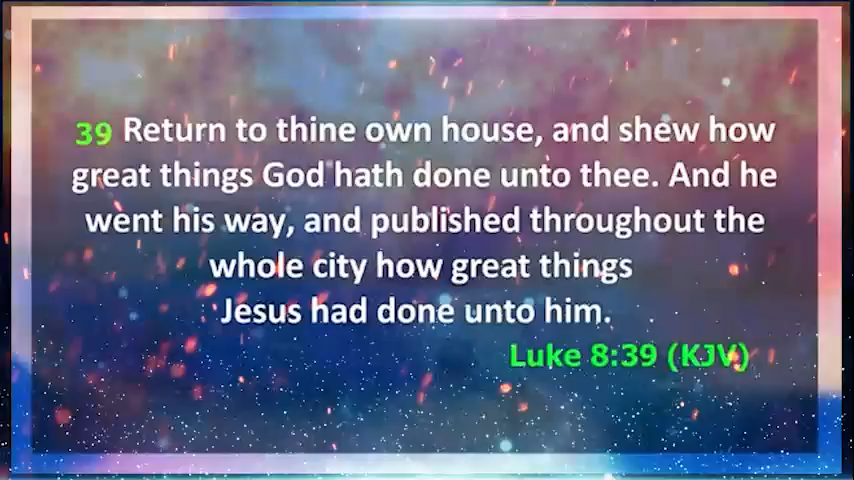 39 Return to thine own house, and shew how
great things God hath done unto thee. And he
went his way, and published throughout the
whole city how great things
Jesus had done unto him.
Luke 8:39 (KJV)